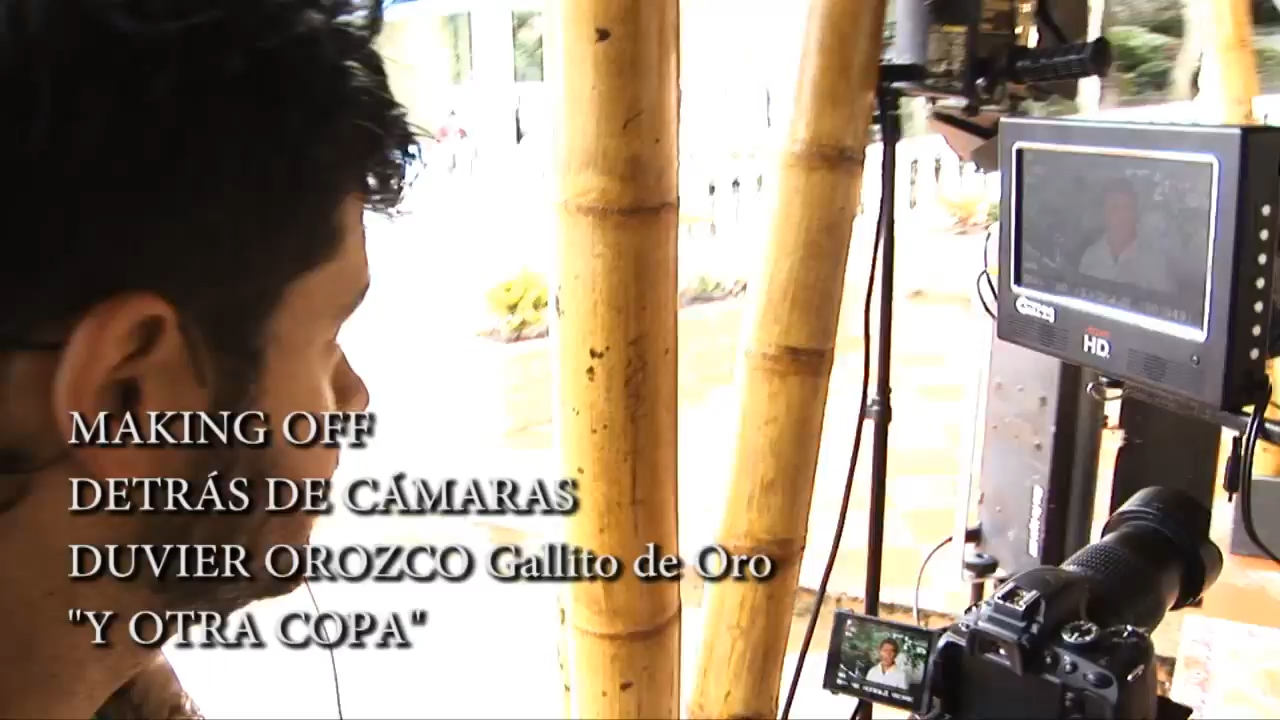 MAKING OFF
DETRÁS DE CÁMARAS
DUVIER OROZCO Gallito de Oro
"Y OTRA COPA"
HD